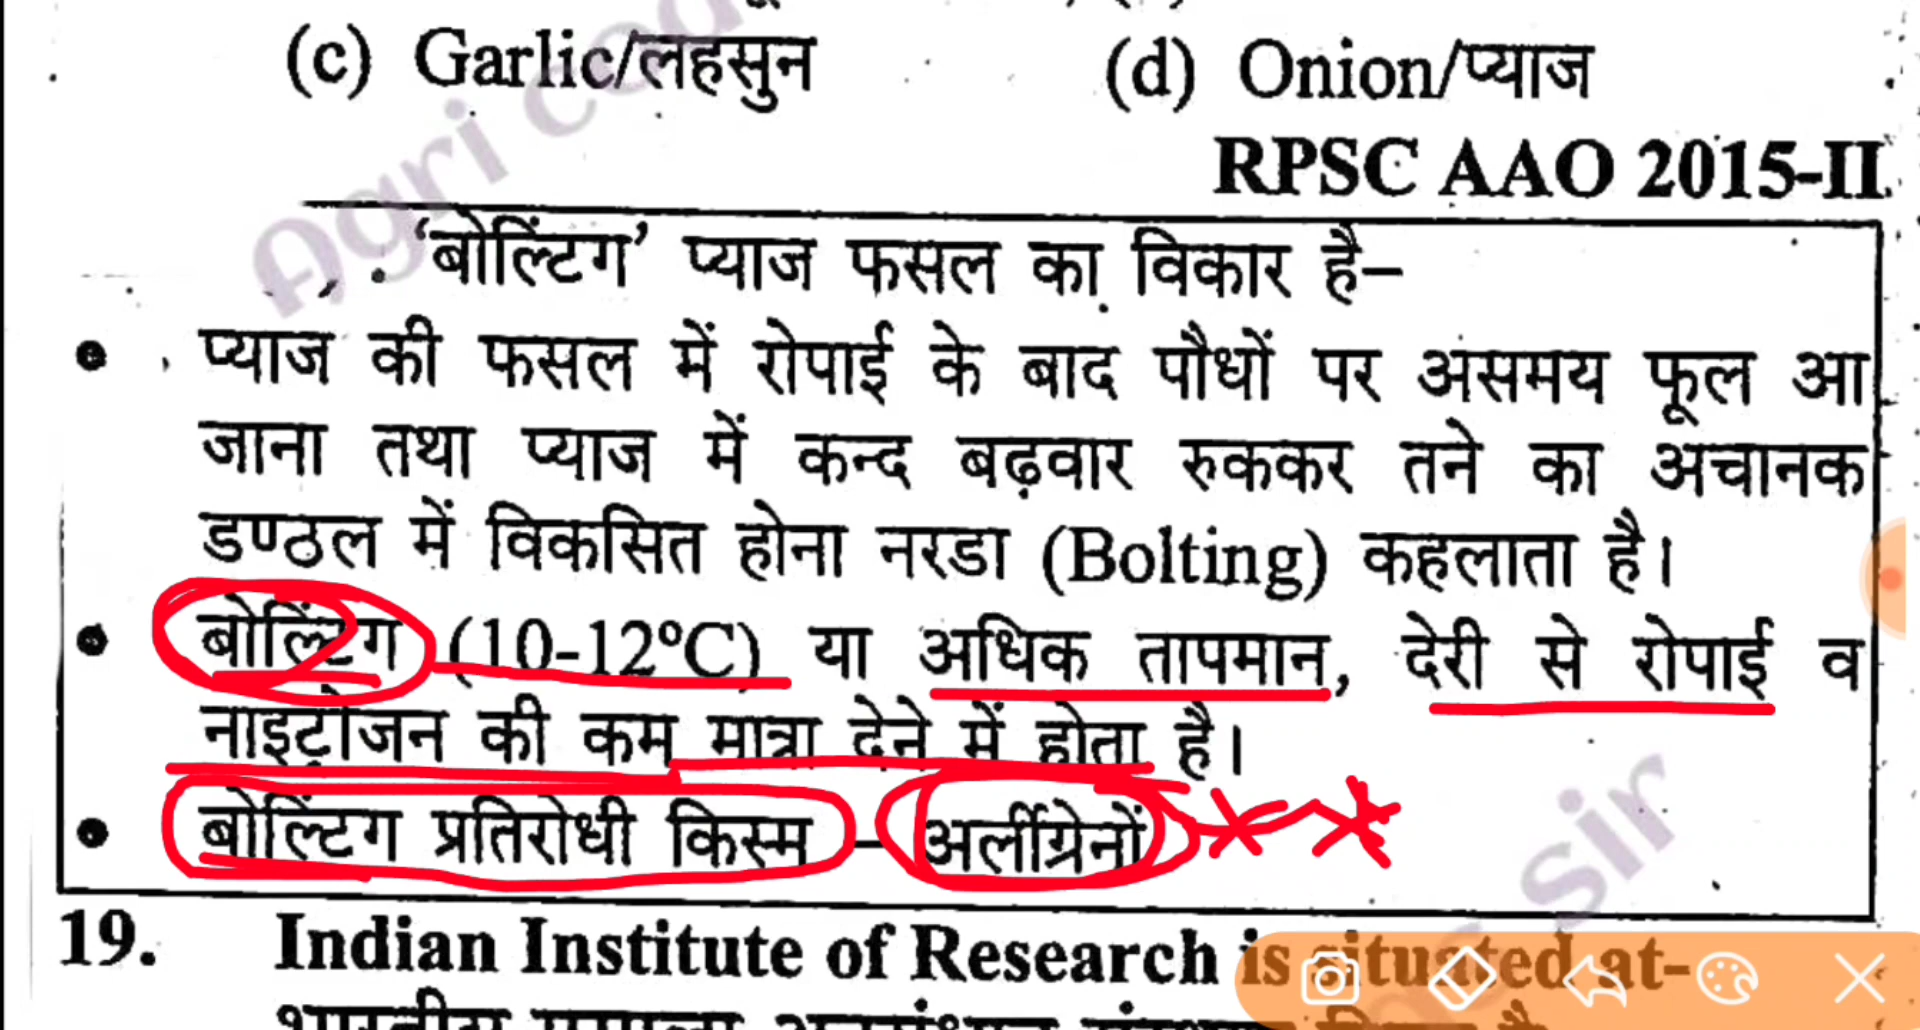 (c) Garlic/लहसुन (d) Onion/प्याज
RPSC AAO 2015-II
'बोल्टिंग' प्याज फसल का विकार है–
• प्याज की फसल में रोपाई के बाद पौधों पर असमय फूल आ
जाना तथा प्याज में कन्द बढ़वार रुककर तने का अचानक
डण्ठल में विकसित होना नरडा (Bolting) कहलाता है।
• बोल्टिंग (10-12°C) या अधिक तापमान, देरी से रोपाई व
नाइट्रोजन की कम मात्रा देने में होता है।
• बोल्टिंग प्रतिरोधी किस्म – अर्लीग्रेनों
19. Indian Institute of Research is situated at-
Agri
Sir